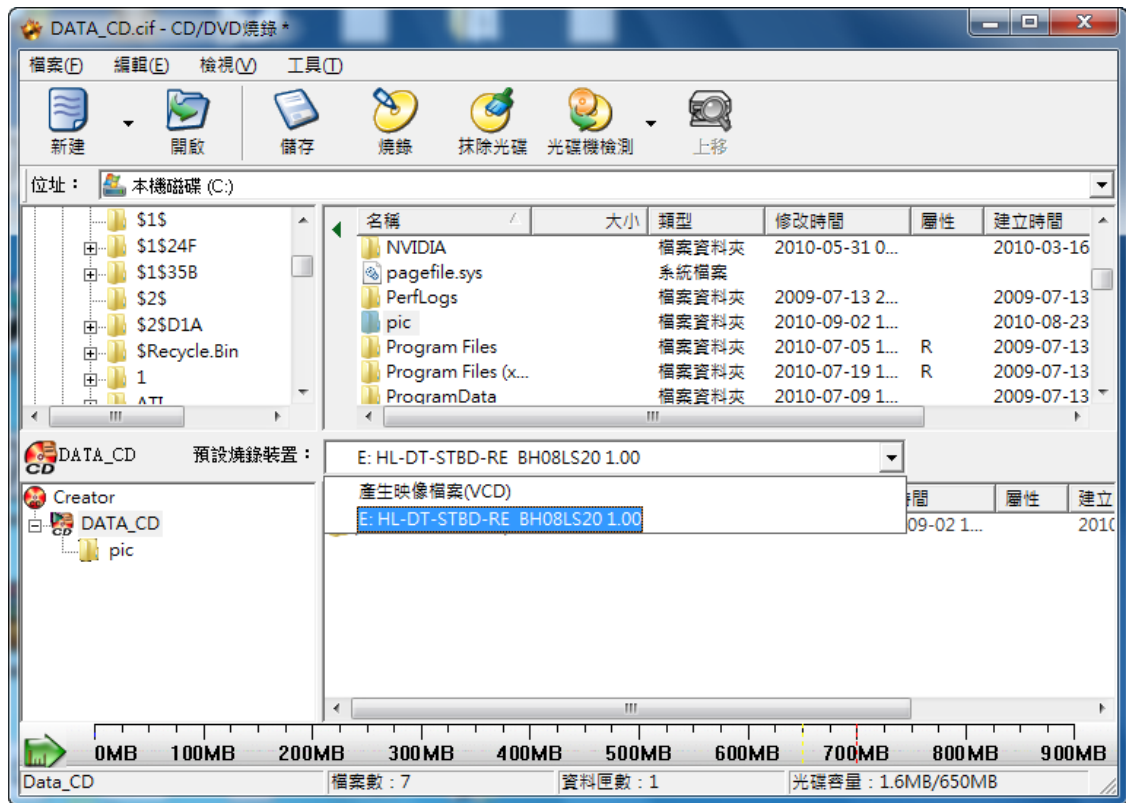 DATA_CD.cif - CD/DVD燒錄 *
檔案(F) 編輯(E) 檢視(V) 工具(T)
新建 開啟 儲存 燒錄 抹除光碟 光碟機檢測 上移
位址： 本機磁碟 (C:)
$1$
$1$24F
$1$35B
$2$
$2$D1A
$Recycle.Bin
1
ATI
名稱 大小 類型 修改時間 屬性 建立時間
NVIDIA 檔案資料夾 2010-05-31 0... 2010-03-16
pagefile.sys 系統檔案
PerfLogs 檔案資料夾 2009-07-13 2... 2009-07-13
pic 檔案資料夾 2010-09-02 1... 2010-08-23
Program Files 檔案資料夾 2010-07-05 1... R 2009-07-13
Program Files (x... 檔案資料夾 2010-07-19 1... R 2009-07-13
ProgramData 檔案資料夾 2010-07-09 1... 2009-07-13
CD DATA_CD 預設燒錄裝置： E: HL-DT-STBD-RE BH08LS20 1.00
產生映像檔案(VCD)
E: HL-DT-STBD-RE BH08LS20 1.00
Creator
DATA_CD
pic
間 屬性 建立
09-02 1... 201
0MB 100MB 200MB 300MB 400MB 500MB 600MB 700MB 800MB 900MB
Data_CD 檔案數：7 資料匣數：1 光碟容量：1.6MB/650MB